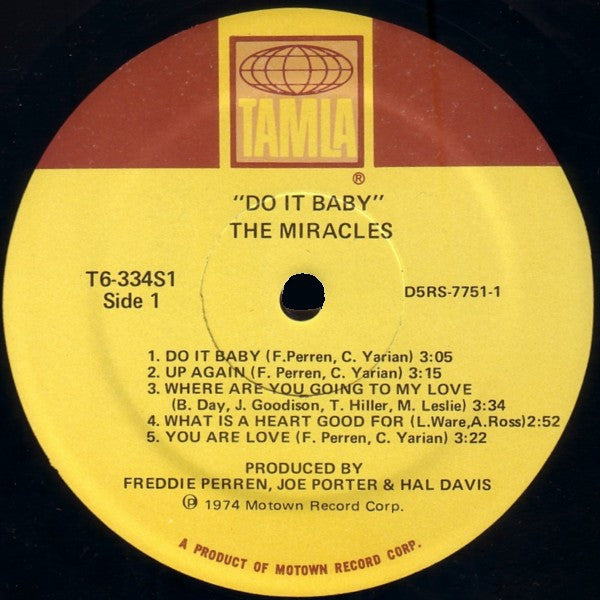 TAMLA
®
"DO IT BABY"
THE MIRACLES
T6-334S1
Side 1
D5RS-7751-1
1. DO IT BABY (F.Perren, C. Yarian) 3:05
2. UP AGAIN (F. Perren, C. Yarian) 3:15
3. WHERE ARE YOU GOING TO MY LOVE
(B. Day, J. Goodison, T. Hiller, M. Leslie) 3:34
4. WHAT IS A HEART GOOD FOR (L.Ware,A.Ross)2:52
5. YOU ARE LOVE (F. Perren, C. Yarian) 3:22
PRODUCED BY
FREDDIE PERREN, JOE PORTER & HAL DAVIS
℗ 1974 Motown Record Corp.
A PRODUCT OF MOTOWN RECORD CORP.